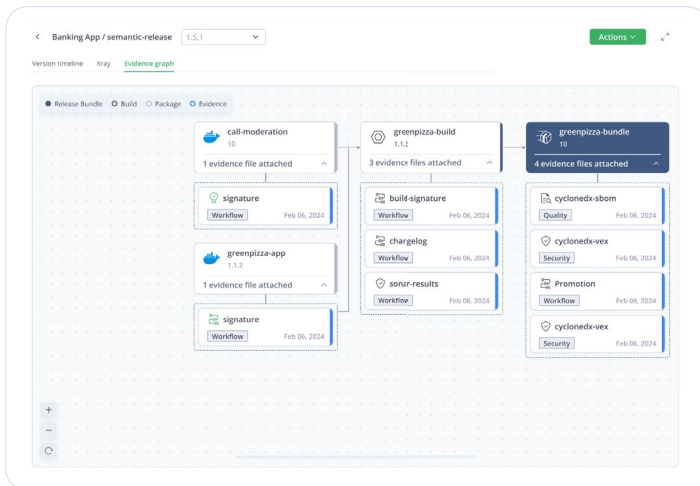 Banking App / semantic-release
1.5.1
Actions
Version timeline
Xray
Evidence graph
Release Bundle
Build
Package
Evidence
call-moderation
10
1 evidence file attached
signature
Workflow
Feb 06, 2024
greenpizza-app
1.1.2
1 evidence file attached
signature
Workflow
Feb 06, 2024
greenpizza-build
1.1.2
3 evidence files attached
build-signature
Workflow
Feb 06, 2024
chargelog
Workflow
Feb 06, 2024
sonar-results
Workflow
Feb 06, 2024
greenpizza-bundle
10
4 evidence files attached
cyclonedx-sbom
Quality
Feb 06, 2024
cyclonedx-vex
Security
Feb 06, 2024
Promotion
Workflow
Feb 06, 2024
cyclonedx-vex
Security
Feb 06, 2024